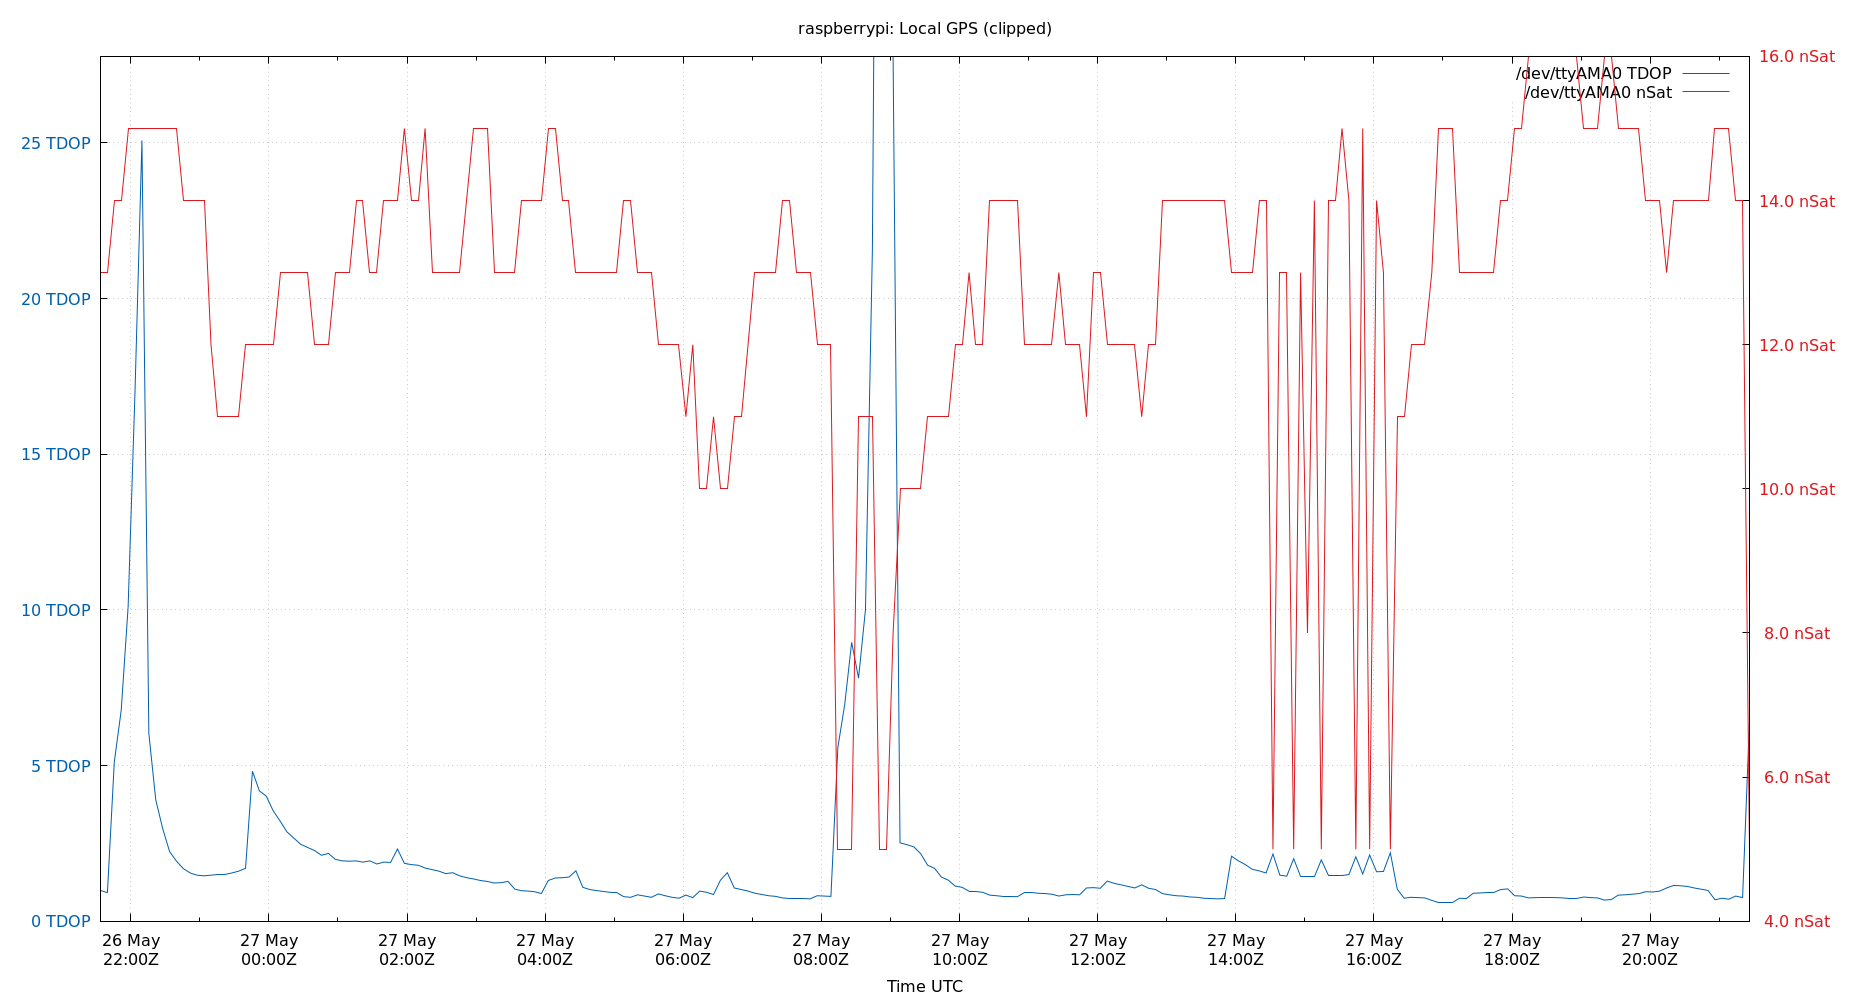 raspberrypi: Local GPS (clipped)
/dev/ttyAMA0 TDOP
/dev/ttyAMA0 nSat
25 TDOP
20 TDOP
15 TDOP
10 TDOP
5 TDOP
0 TDOP
16.0 nSat
14.0 nSat
12.0 nSat
10.0 nSat
8.0 nSat
6.0 nSat
4.0 nSat
26 May
22:00Z
27 May
00:00Z
27 May
02:00Z
27 May
04:00Z
27 May
06:00Z
27 May
08:00Z
27 May
10:00Z
27 May
12:00Z
27 May
14:00Z
27 May
16:00Z
27 May
18:00Z
27 May
20:00Z
Time UTC